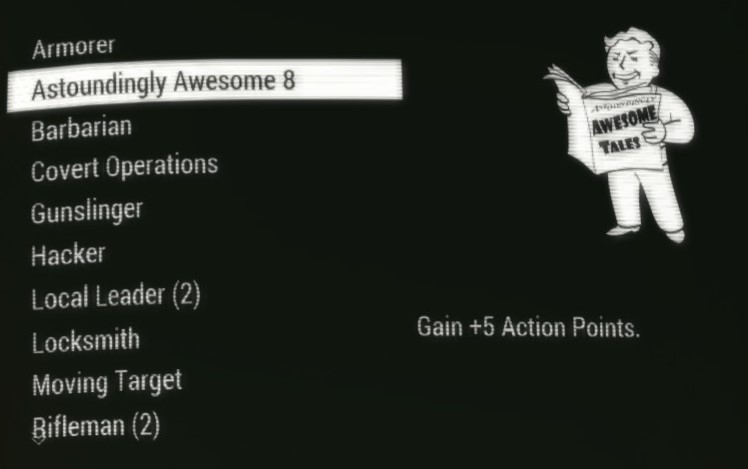 Armorer
Astoundingly Awesome 8
Barbarian
Covert Operations
Gunslinger
Hacker
Local Leader (2)
Locksmith
Moving Target
Rifleman (2)
ASTOUNDINGLY
AWESOME
TALES
Gain +5 Action Points.